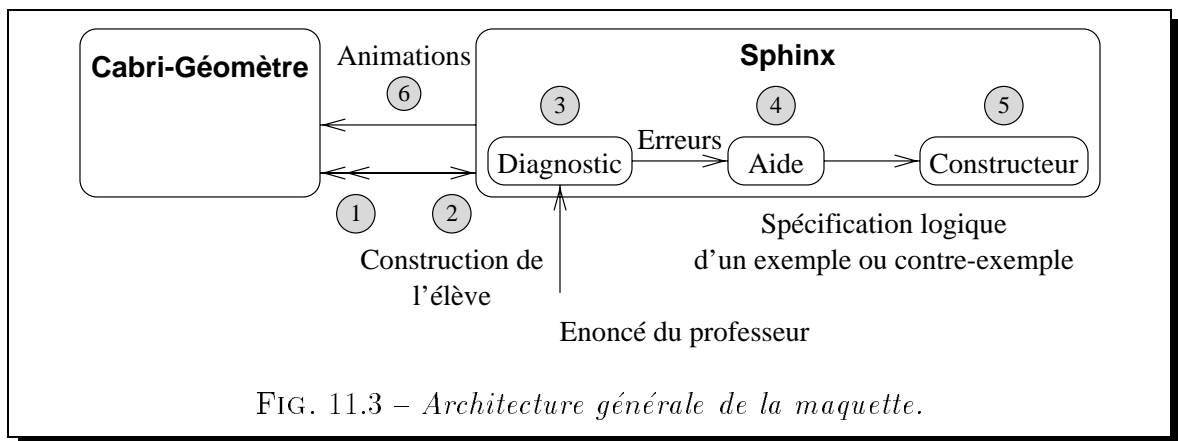 Cabri-Géomètre
Animations
6
Sphinx
3
4
5
Diagnostic
Erreurs
Aide
Constructeur
1
2
Construction de
l'élève
Spécification logique
d'un exemple ou contre-exemple
Enoncé du professeur
FIG. 11.3 – Architecture générale de la maquette.